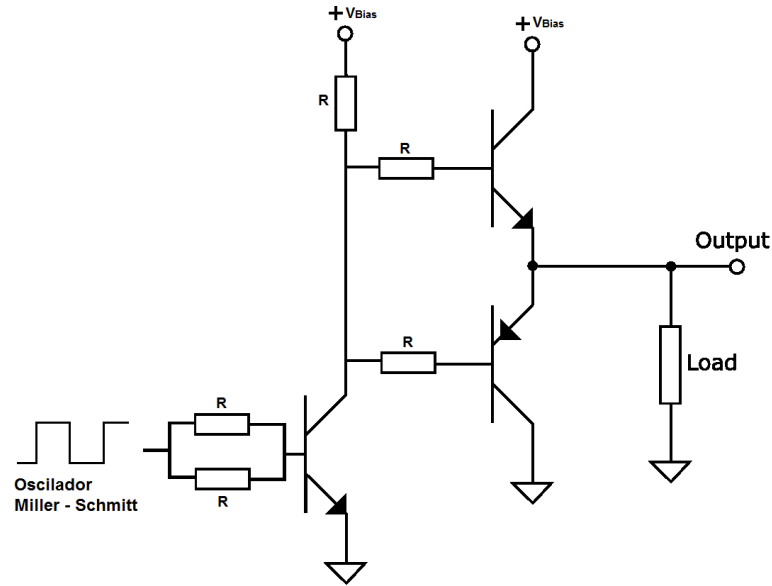 + VBias
+ VBias
R
R
Output
R
Load
R
R
Oscilador
Miller - Schmitt